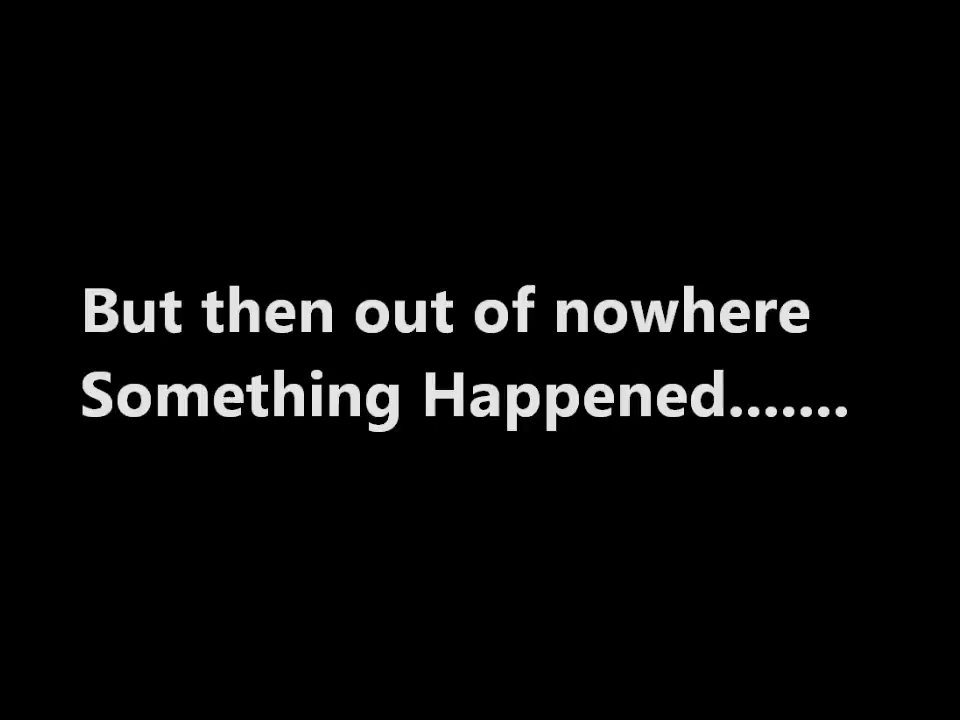 But then out of nowhere
Something Happened.......